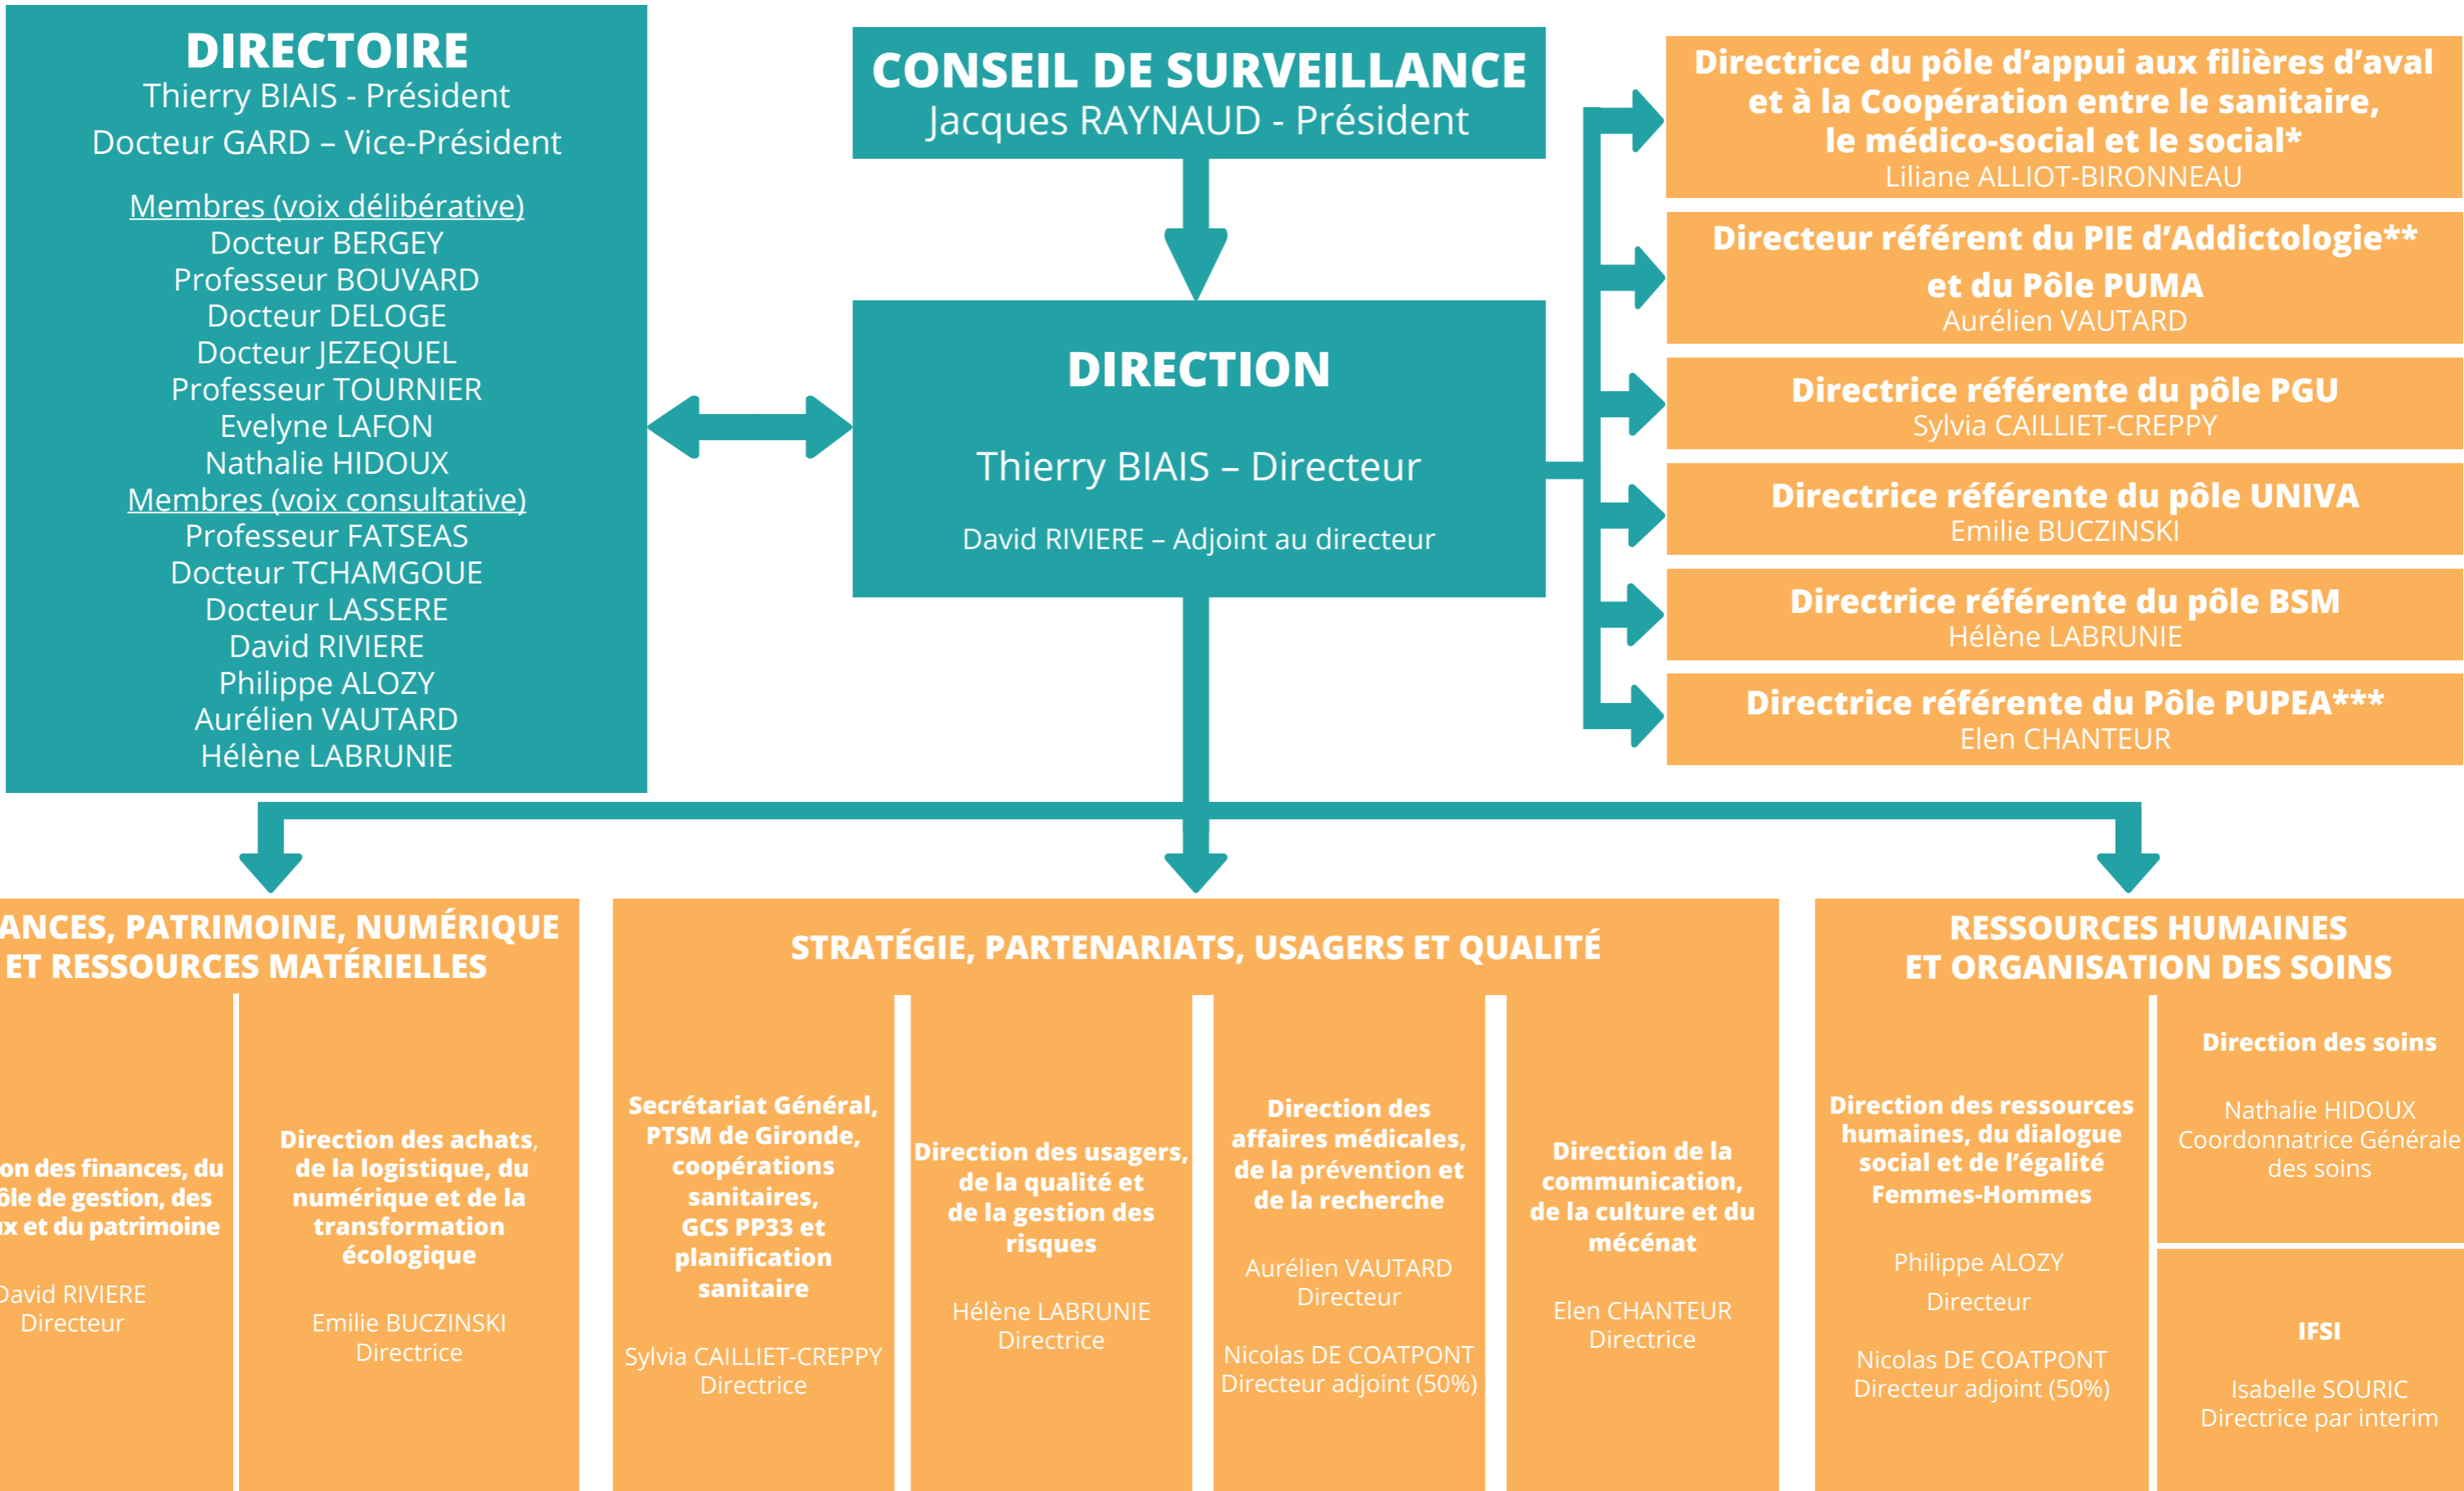 DIRECTOIRE
Thierry BIAIS - Président
Docteur GARD – Vice-Président
Membres (voix délibérative)
Docteur BERGEY
Professeur BOUVARD
Docteur DELOGE
Docteur JEZEQUEL
Professeur TOURNIER
Evelyne LAFON
Nathalie HIDOUX
Membres (voix consultative)
Professeur FATSEAS
Docteur TCHAMGOUE
Docteur LASSERE
David RIVIERE
Philippe ALOZY
Aurélien VAUTARD
Hélène LABRUNIE
CONSEIL DE SURVEILLANCE
Jacques RAYNAUD - Président
DIRECTION
Thierry BIAIS – Directeur
David RIVIERE – Adjoint au directeur
Directrice du pôle d’appui aux filières d’aval
et à la Coopération entre le sanitaire,
le médico-social et le social*
Liliane ALLIOT-BIRONNEAU
Directeur référent du PIE d’Addictologie**
et du Pôle PUMA
Aurélien VAUTARD
Directrice référente du pôle PGU
Sylvia CAILLIET-CREPPY
Directrice référente du pôle UNIVA
Emilie BUCZINSKI
Directrice référente du pôle BSM
Hélène LABRUNIE
Directrice référente du Pôle PUPEA***
Elen CHANTEUR
ANCES, PATRIMOINE, NUMÉRIQUE
ET RESSOURCES MATÉRIELLES
on des finances, du
ôle de gestion, des
ux et du patrimoine
David RIVIERE
Directeur
Direction des achats,
de la logistique, du
numérique et de la
transformation
écologique
Emilie BUCZINSKI
Directrice
STRATÉGIE, PARTENARIATS, USAGERS ET QUALITÉ
Secrétariat Général,
PTSM de Gironde,
coopérations
sanitaires,
GCS PP33 et
planification
sanitaire
Sylvia CAILLIET-CREPPY
Directrice
Direction des usagers,
de la qualité et
de la gestion des
risques
Hélène LABRUNIE
Directrice
Direction des
affaires médicales,
de la prévention et
de la recherche
Aurélien VAUTARD
Directeur
Nicolas DE COATPONT
Directeur adjoint (50%)
Direction de la
communication,
de la culture et du
mécénat
Elen CHANTEUR
Directrice
RESSOURCES HUMAINES
ET ORGANISATION DES SOINS
Direction des ressources
humaines, du dialogue
social et de l’égalité
Femmes-Hommes
Philippe ALOZY
Directeur
Nicolas DE COATPONT
Directeur adjoint (50%)
Direction des soins
Nathalie HIDOUX
Coordonnatrice Générale
des soins
IFSI
Isabelle SOURIC
Directrice par interim